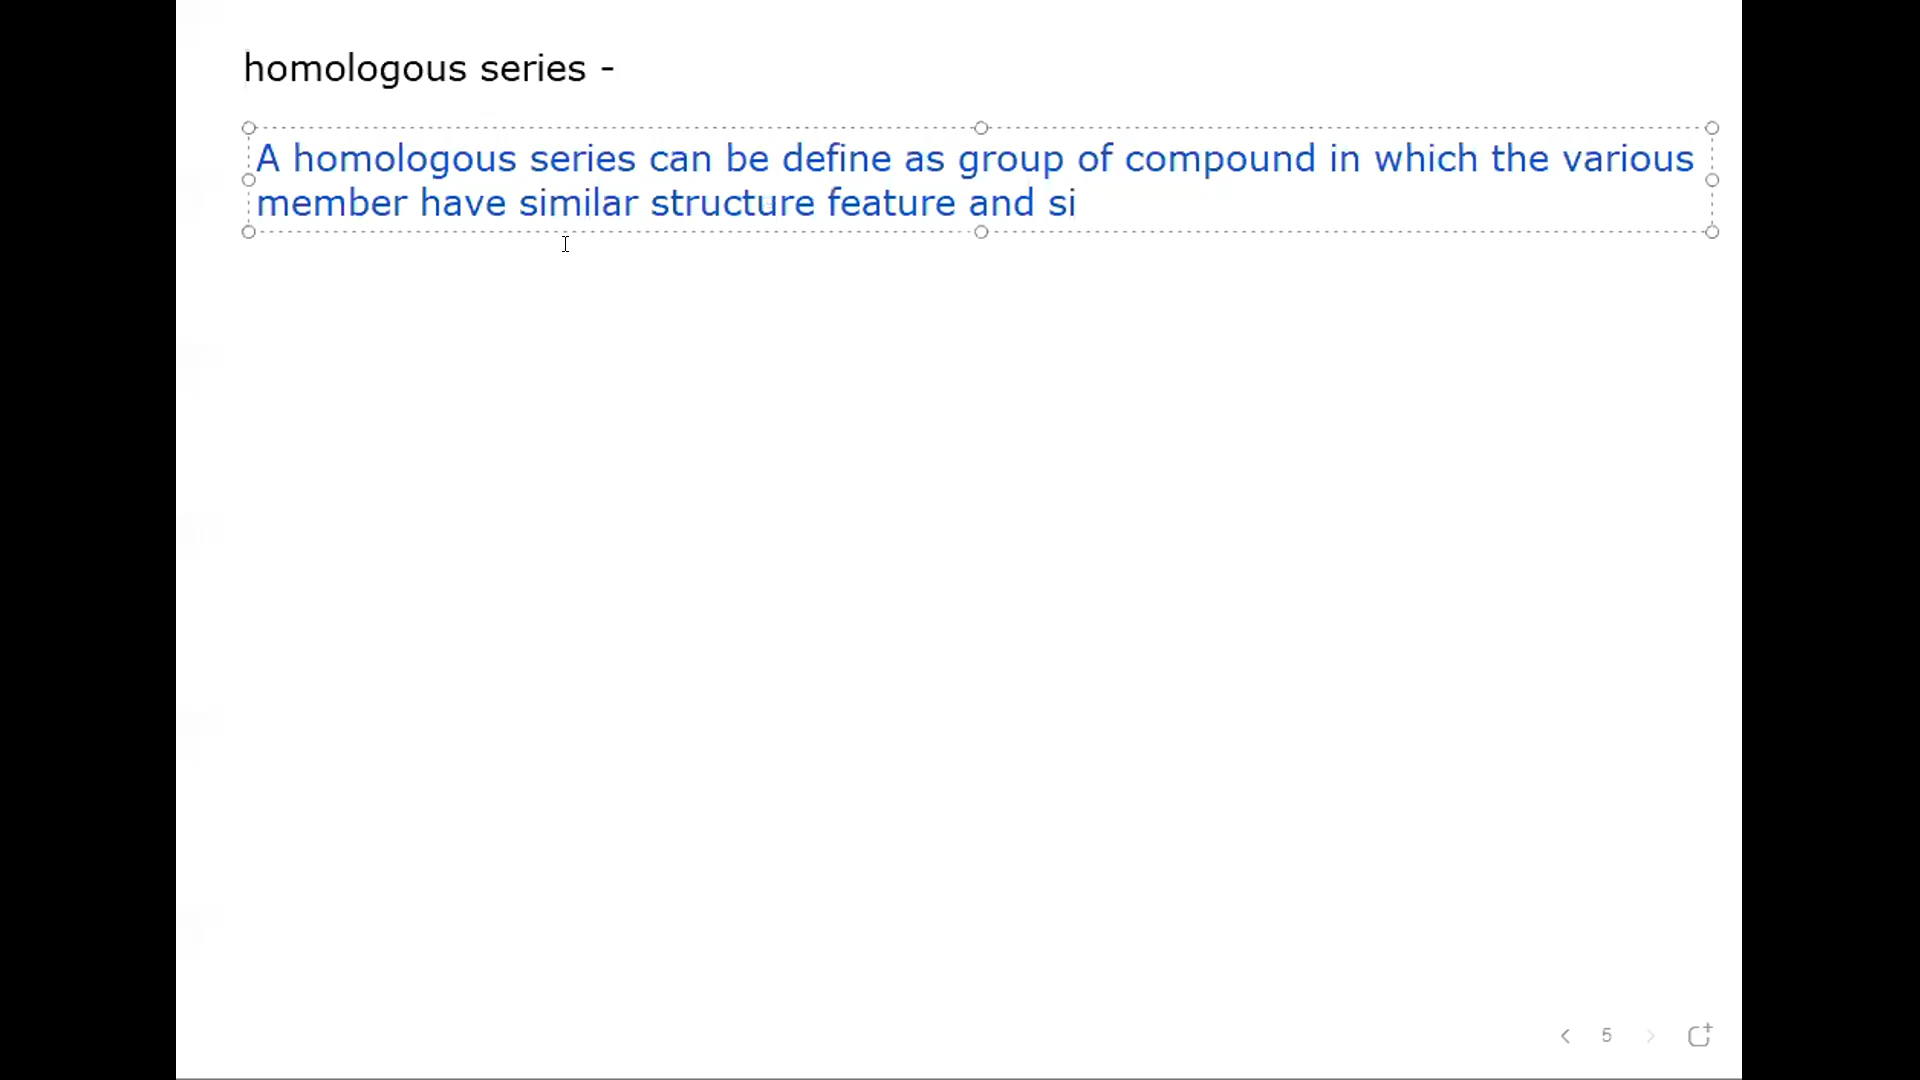 homologous series -
A homologous series can be define as group of compound in which the various
member have similar structure feature and si
5